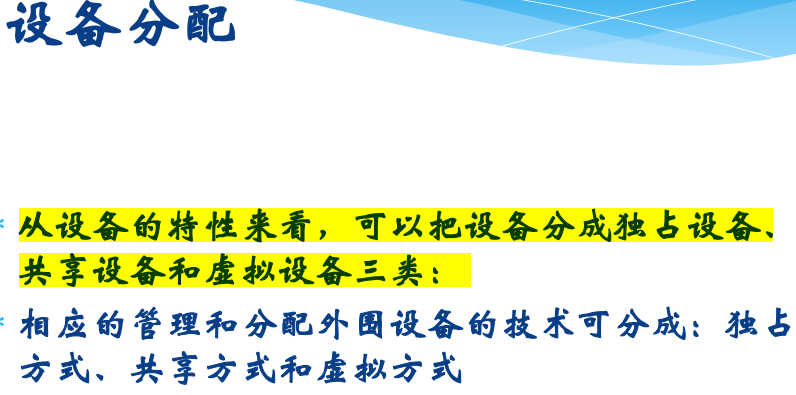 设备分配
从设备的特性来看，可以把设备分成独占设备、
共享设备和虚拟设备三类：
相应的管理和分配外围设备的技术可分成：独占
方式、共享方式和虚拟方式